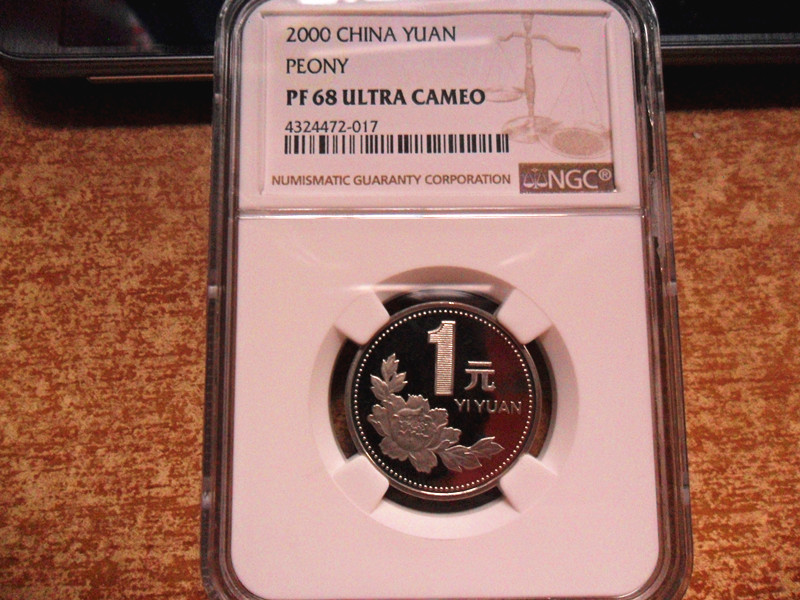 2000 CHINA YUAN
PEONY
PF 68 ULTRA CAMEO
4324472-017
NUMISMATIC GUARANTY CORPORATION NGC®
1元
YI YUAN